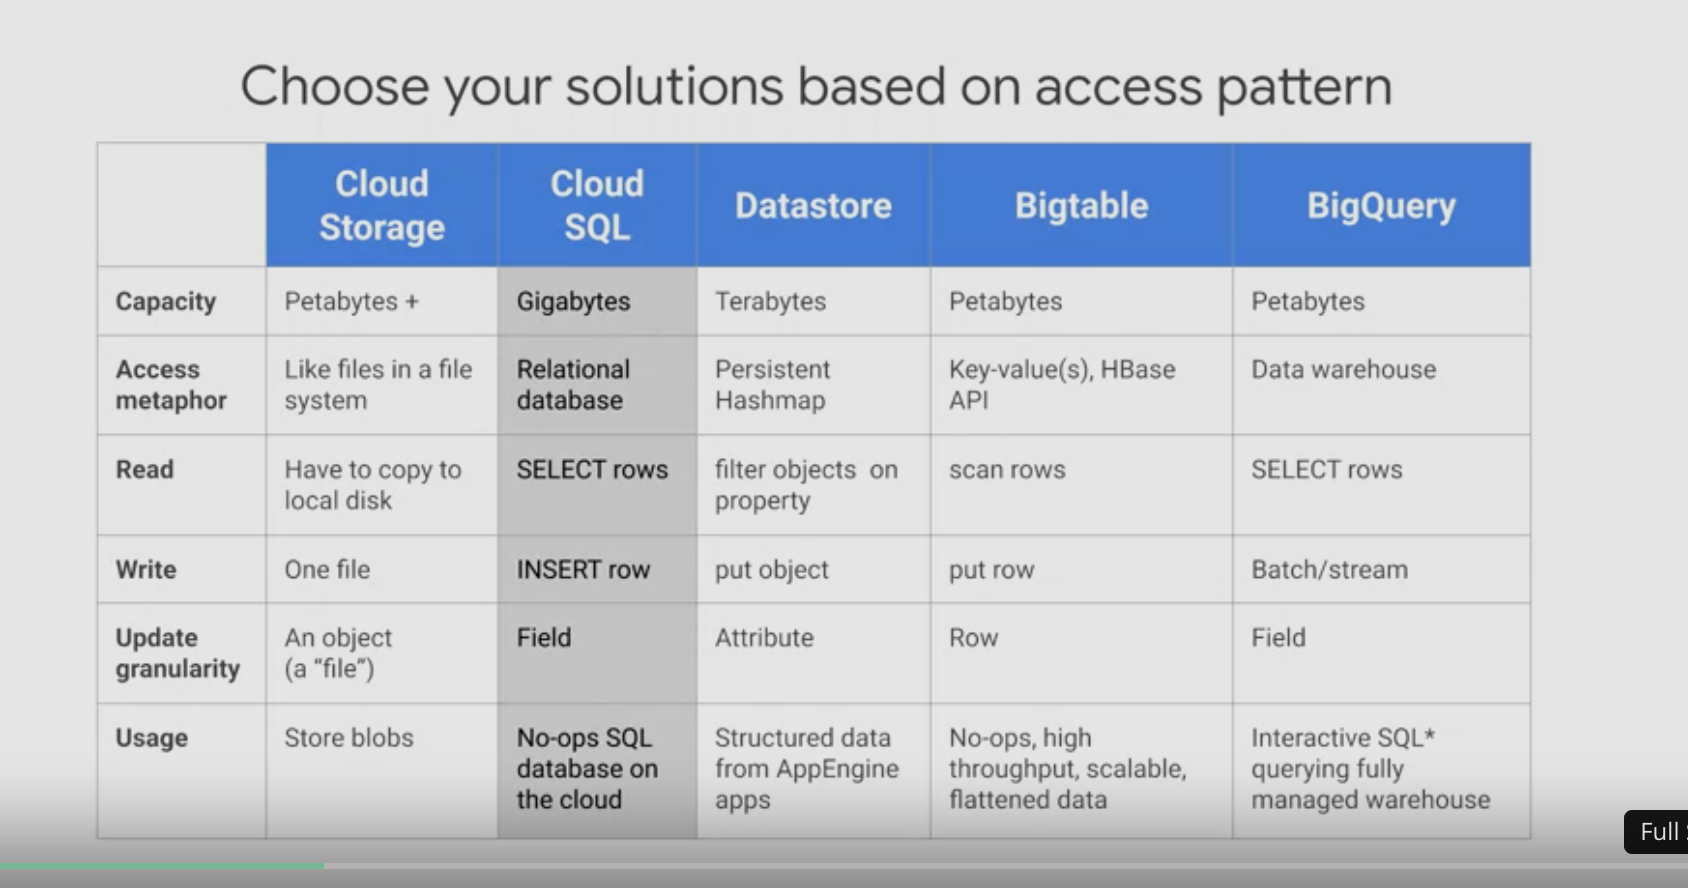 Choose your solutions based on access pattern
Cloud Storage
Cloud SQL
Datastore
Bigtable
BigQuery
Capacity
Petabytes +
Gigabytes
Terabytes
Petabytes
Petabytes
Access metaphor
Like files in a file system
Relational database
Persistent Hashmap
Key-value(s), HBase API
Data warehouse
Read
Have to copy to local disk
SELECT rows
filter objects on property
scan rows
SELECT rows
Write
One file
INSERT row
put object
put row
Batch/stream
Update granularity
An object (a “file”)
Field
Attribute
Row
Field
Usage
Store blobs
No-ops SQL database on the cloud
Structured data from AppEngine apps
No-ops, high throughput, scalable, flattened data
Interactive SQL* querying fully managed warehouse
Full